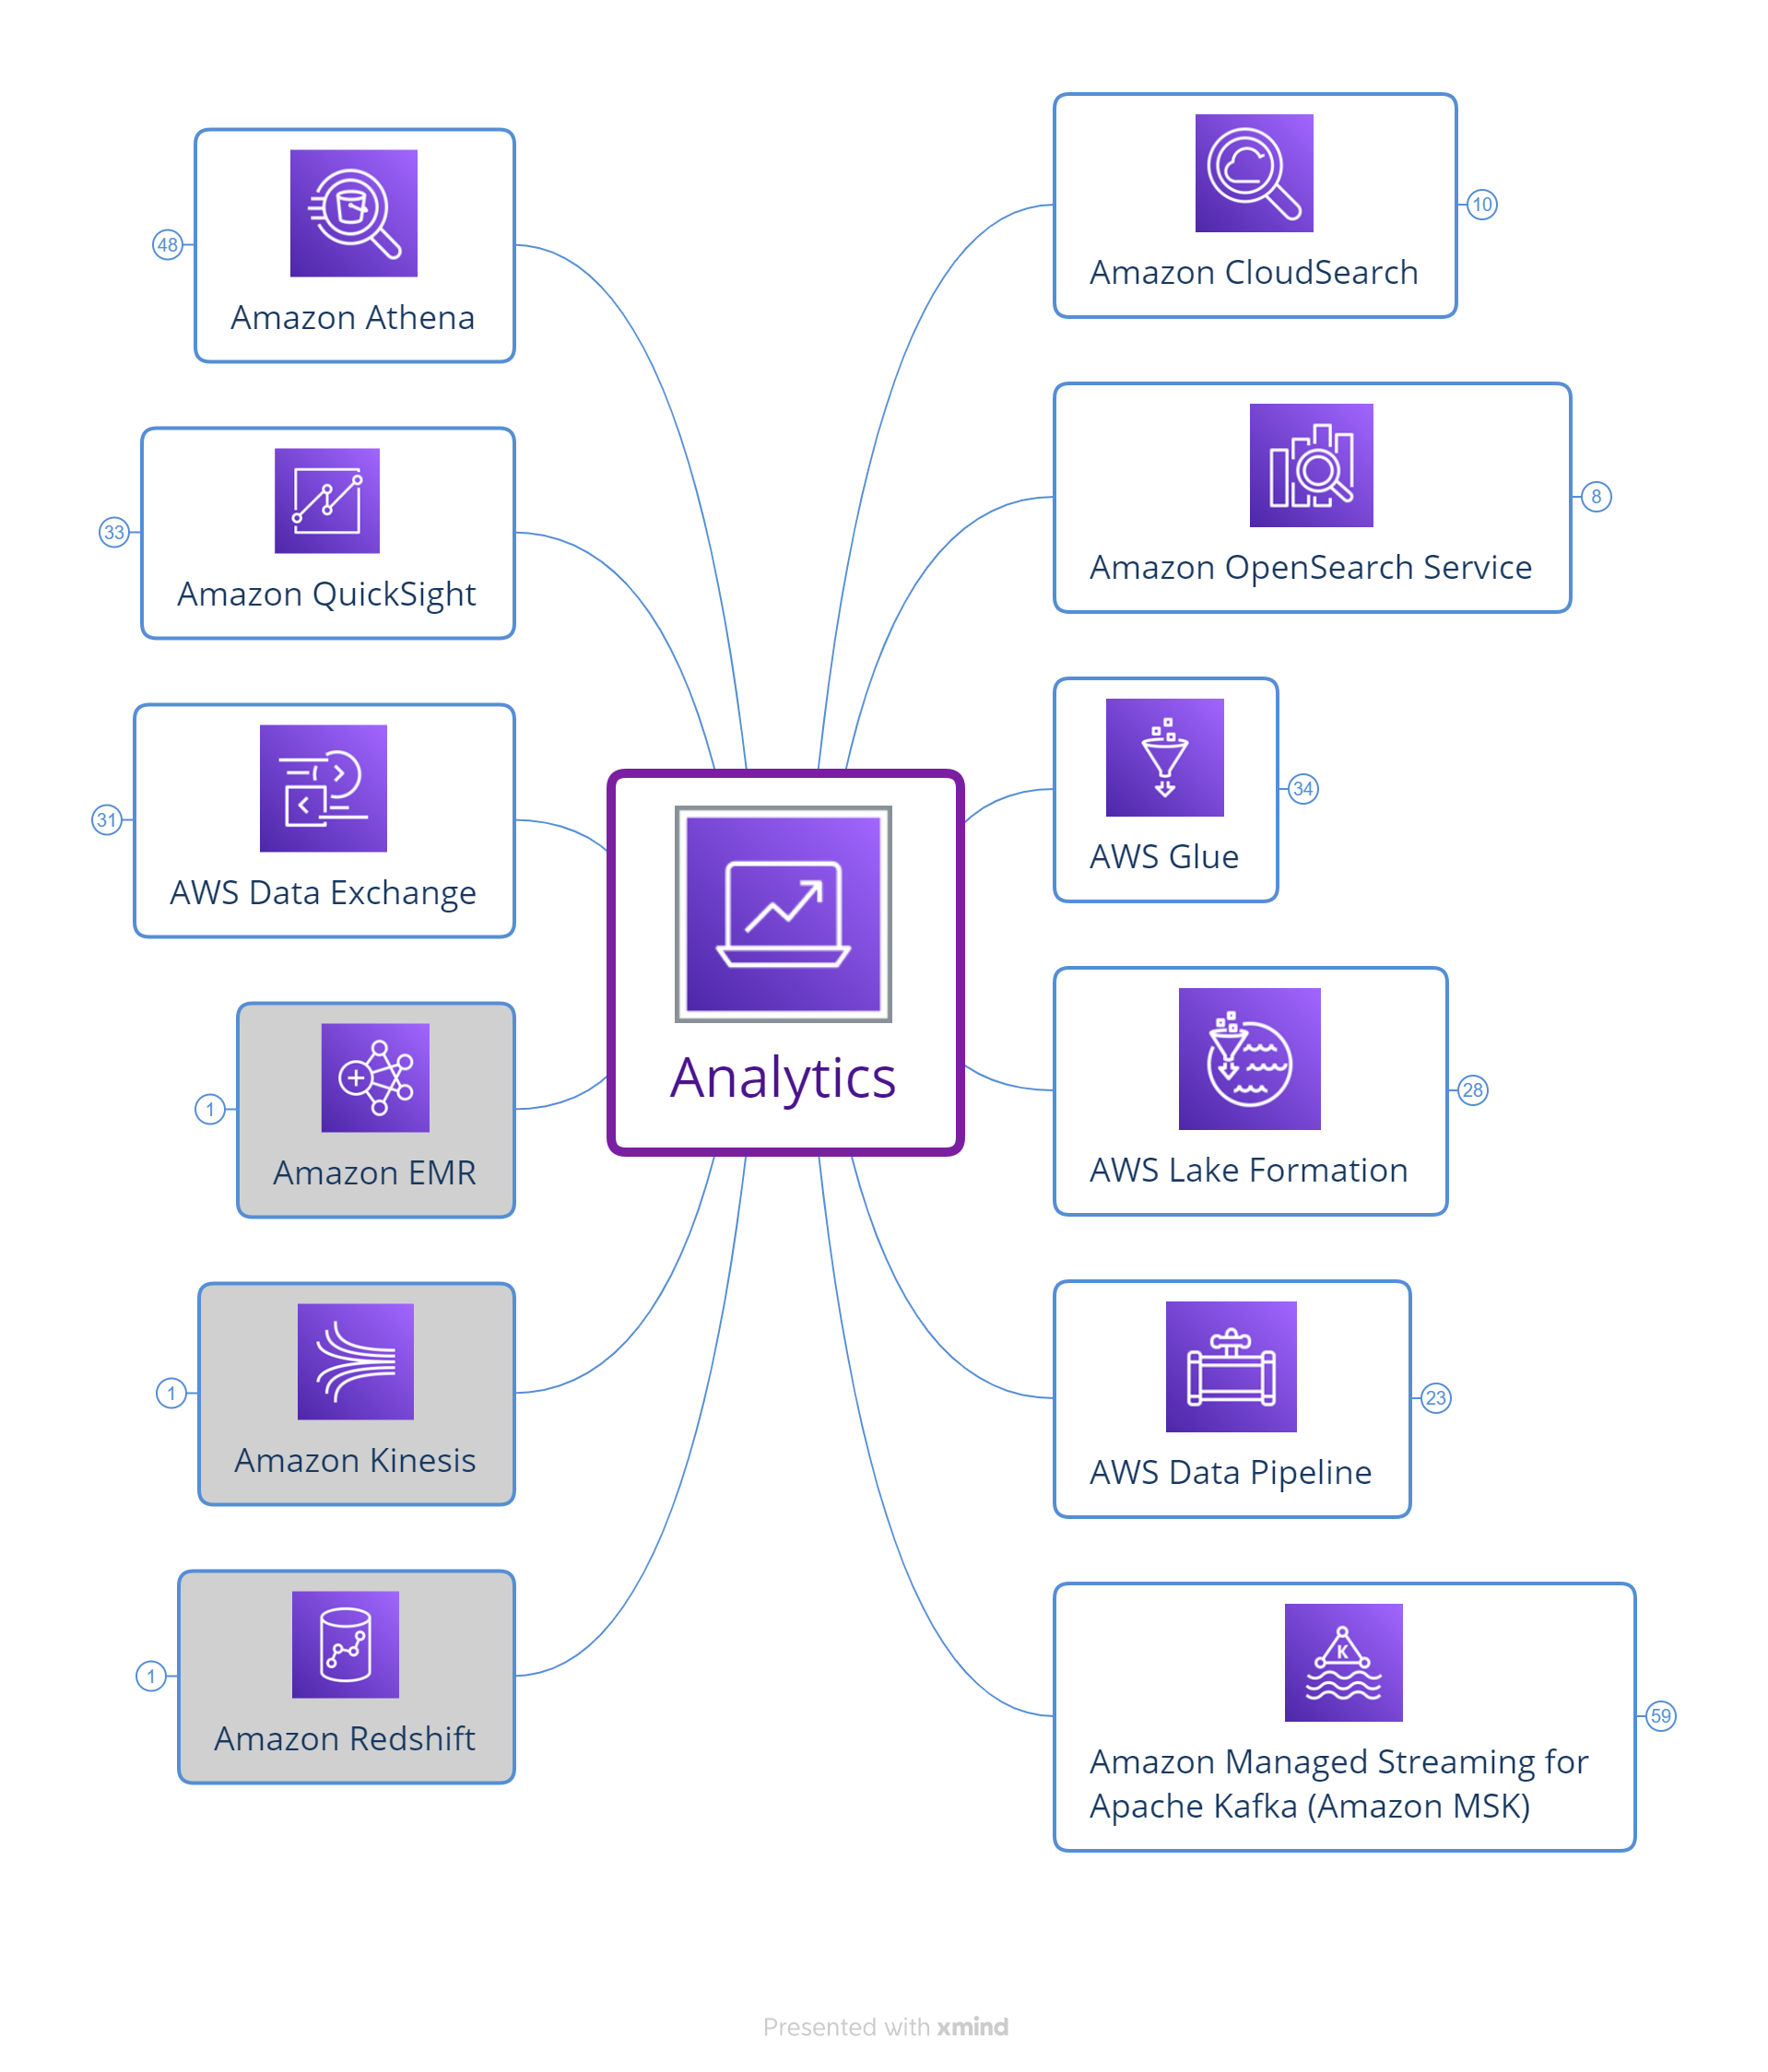 Amazon Athena
48
Amazon QuickSight
33
AWS Data Exchange
31
Amazon EMR
1
Amazon Kinesis
1
Amazon Redshift
1
Analytics
Amazon CloudSearch
10
Amazon OpenSearch Service
8
AWS Glue
34
AWS Lake Formation
28
AWS Data Pipeline
23
K
Amazon Managed Streaming for
Apache Kafka (Amazon MSK)
59
Presented with xmind